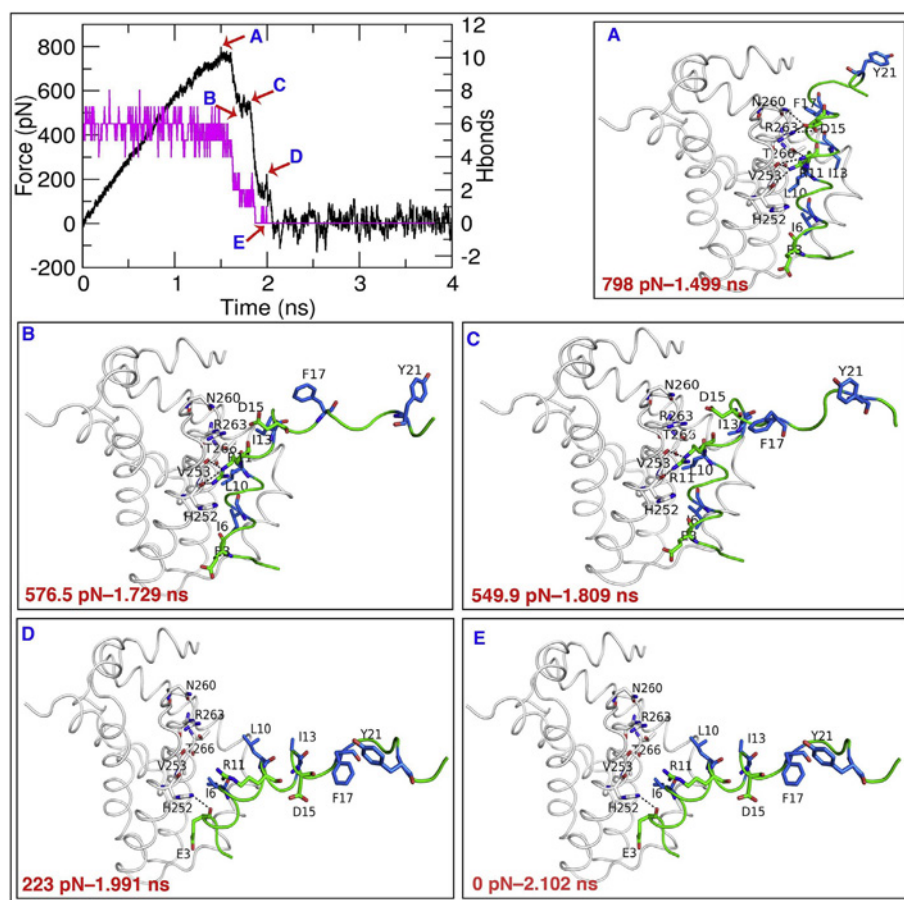 800
600
400
200
0
-200
Force (pN)
12
10
8
6
4
2
0
-2
Hbonds
0
1
2
3
4
Time (ns)
A
B
C
D
E
A
Y21
N260
F17
R263
D15
T266
V253
R11
I13
L10
H252
I6
E3
798 pN–1.499 ns
B
F17
Y21
N260
D15
R263
I13
T266
R11
V253
L10
H252
I6
E3
576.5 pN–1.729 ns
C
Y21
N260
D15
R263
I13
T266
F17
V253
L10
R11
H252
I6
E3
549.9 pN–1.809 ns
D
N260
R263
L10
I13
Y21
T266
R11
V253
I6
H252
D15
F17
E3
223 pN–1.991 ns
E
N260
R263
L10
I13
Y21
T266
R11
V253
I6
H252
D15
F17
E3
0 pN–2.102 ns